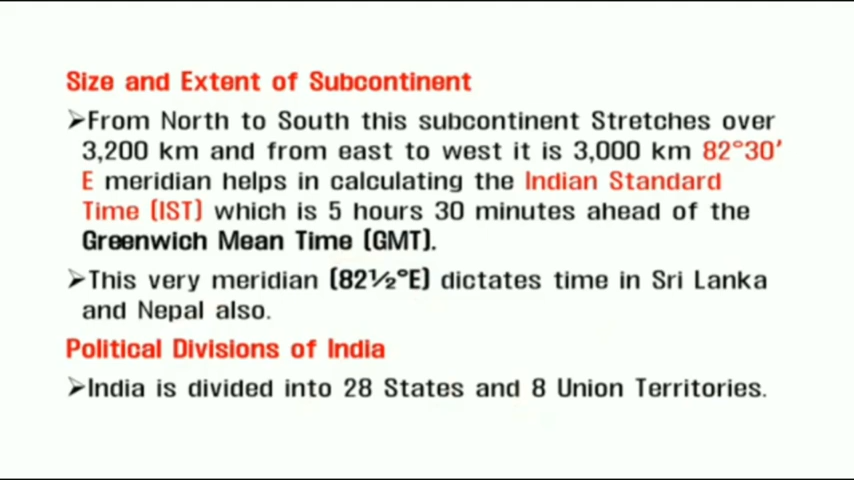 Size and Extent of Subcontinent
➢From North to South this subcontinent Stretches over
3,200 km and from east to west it is 3,000 km 82°30'
E meridian helps in calculating the Indian Standard
Time (IST) which is 5 hours 30 minutes ahead of the
Greenwich Mean Time (GMT).
➢This very meridian (82½°E) dictates time in Sri Lanka
and Nepal also.
Political Divisions of India
➢India is divided into 28 States and 8 Union Territories.